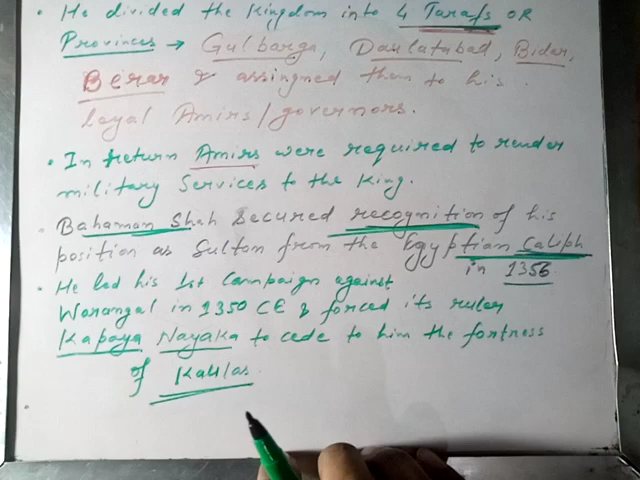 • He divided the Kingdom into 4 Tarafs OR
Provinces → Gulbarga, Daulatabad, Bidar,
Berar & assingned them to his
loyal Amirs/governors.
• In return Amirs were required to render
military Services to the King.
• Bahaman Shah secured recognition of his
position as Sultan from the Egyptian Caliph
in 1356
• He led his 1st Campaign against
Warangal in 1350 CE & forced its ruler
Kapaya Nayaka to cede to him the fortress
of Kaulas